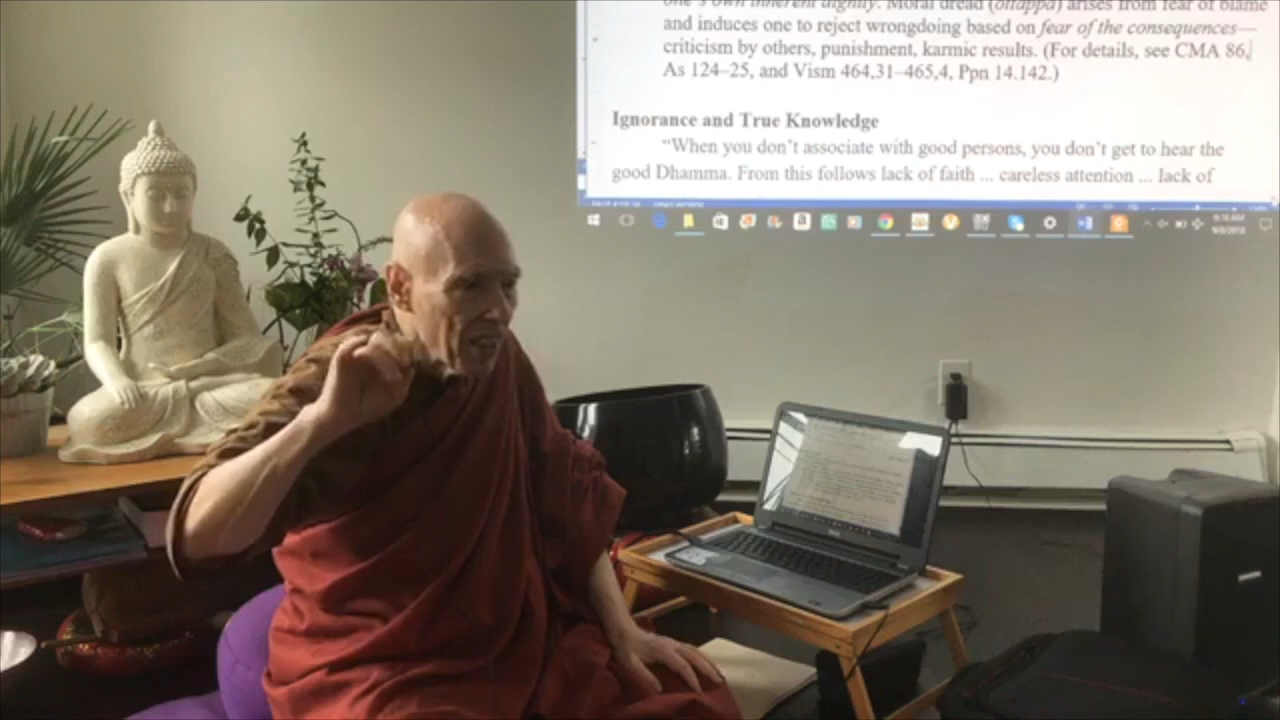 one's own inherent dignity. Moral dread (ottappa) arises from fear of blame
and induces one to reject wrongdoing based on fear of the consequences—
criticism by others, punishment, karmic results. (For details, see CMA 86,
As 124–25, and Vism 464,31–465,4, Ppn 14.142.)
Ignorance and True Knowledge
“When you don't associate with good persons, you don't get to hear the
good Dhamma. From this follows lack of faith ... careless attention ... lack of